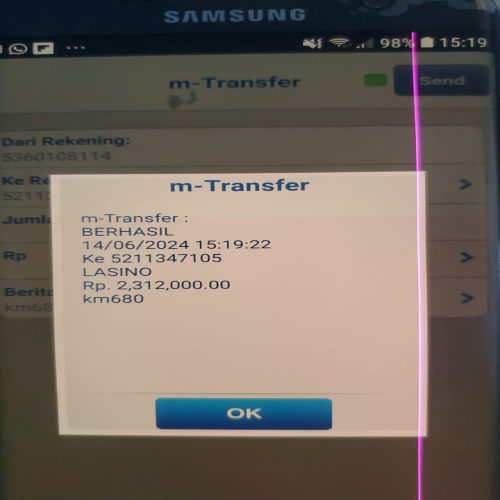 SAMSUNG
98% 15:19
m-Transfer
Send
Dari Rekening:
5360108114
Ke Re
5211
Jumla
Rp
Berita
km68
m-Transfer
m-Transfer :
BERHASIL
14/06/2024 15:19:22
Ke 5211347105
LASINO
Rp. 2,312,000.00
km680
OK